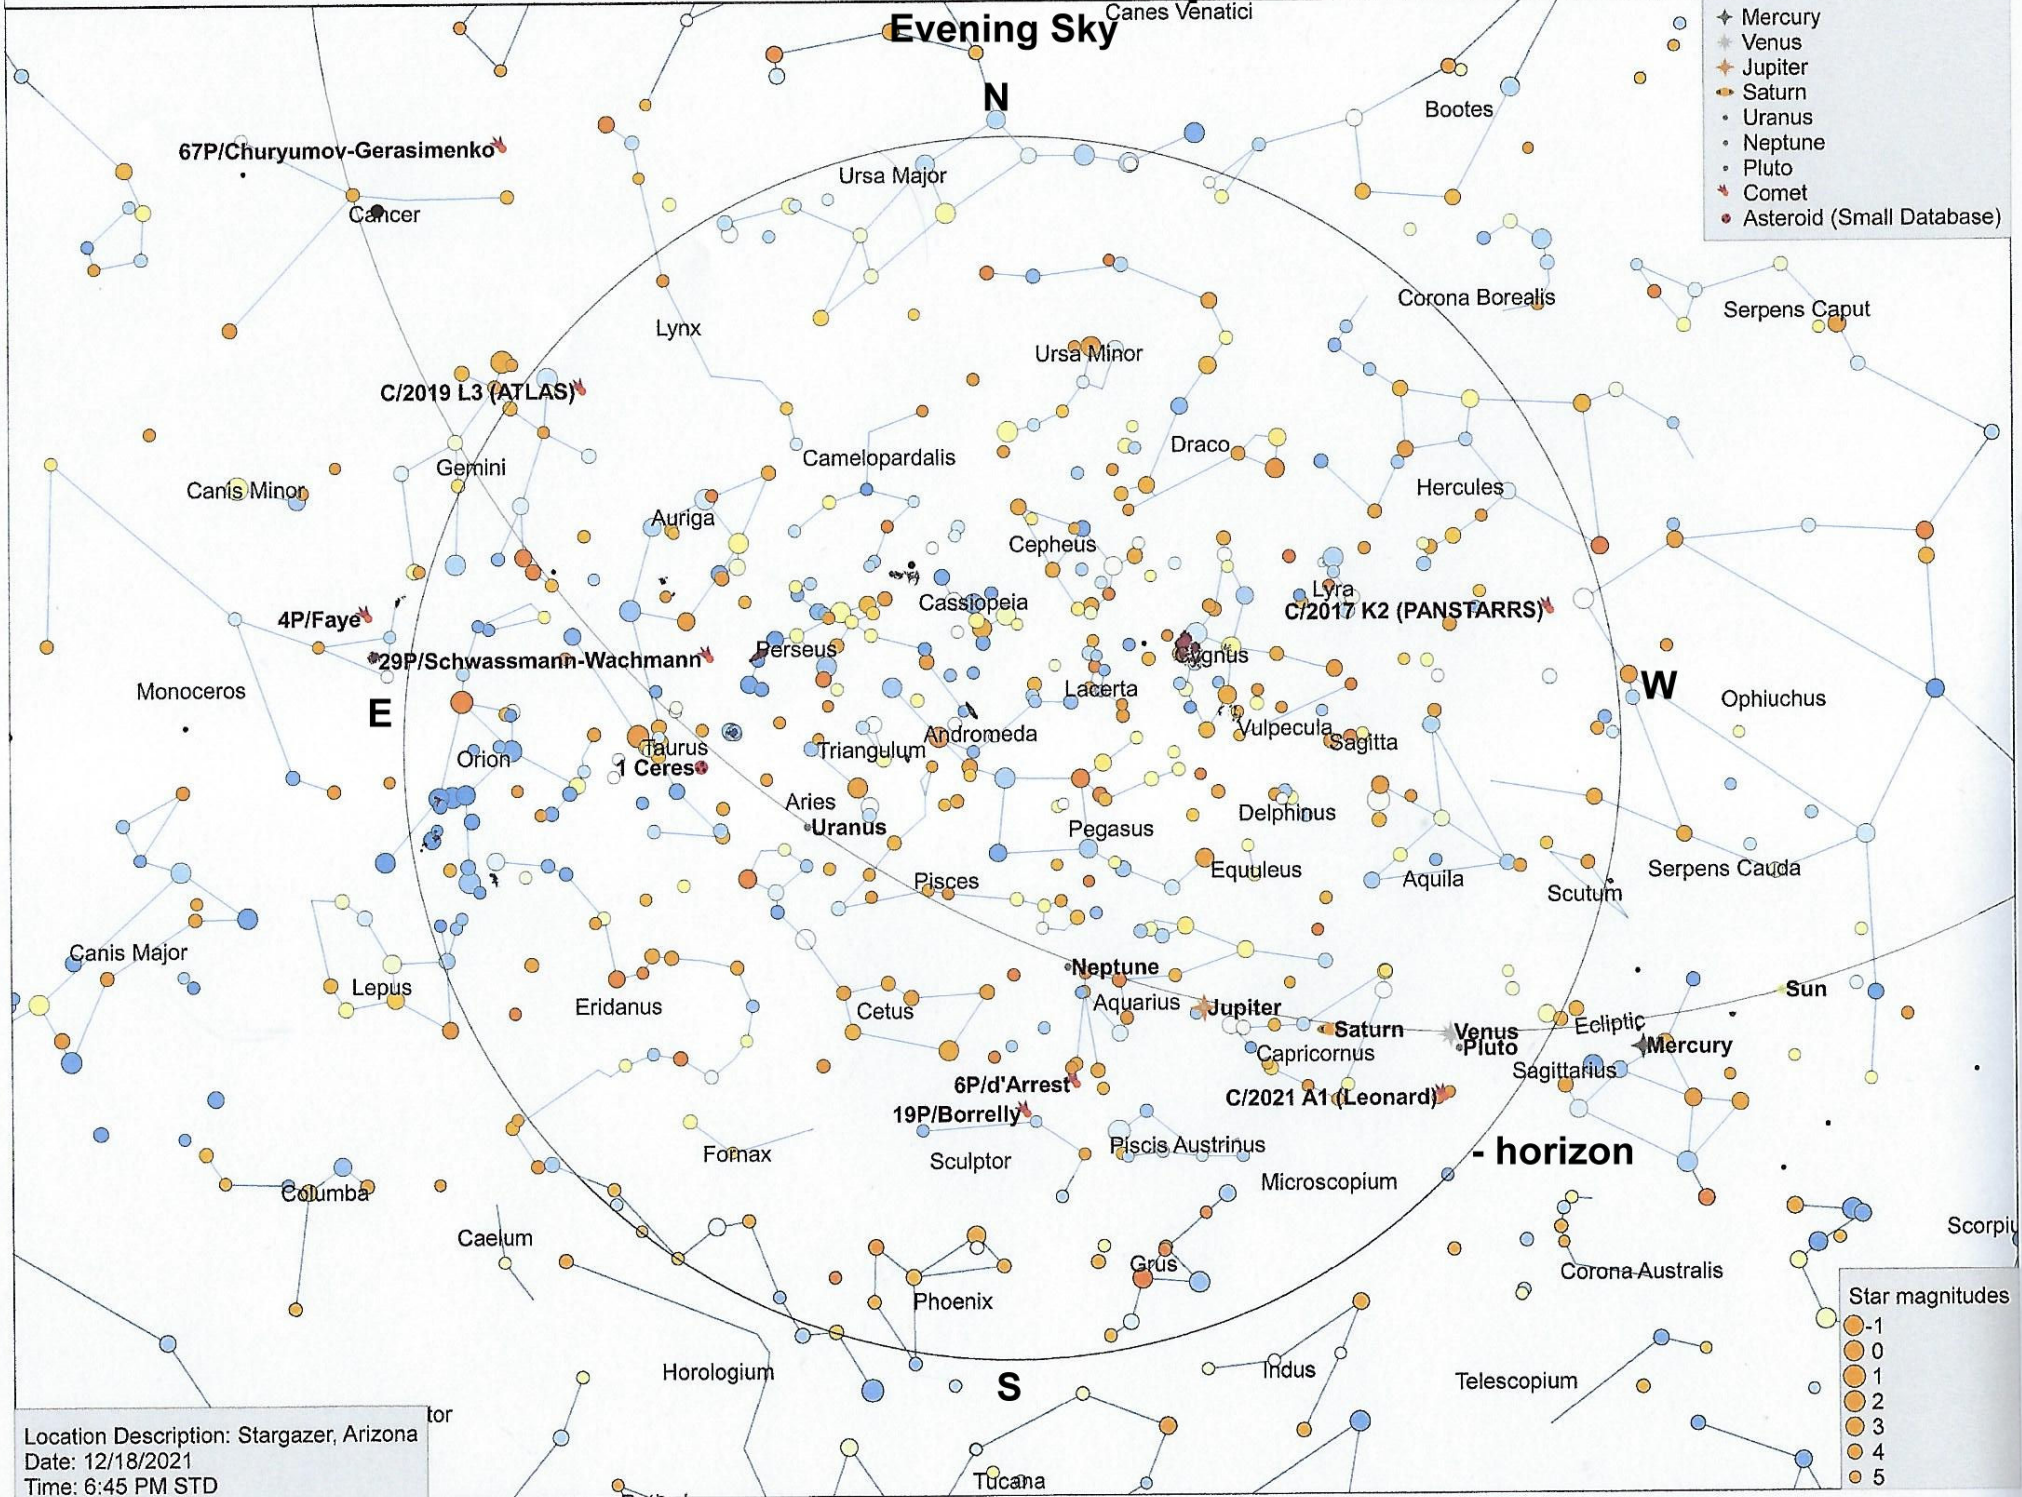 Evening Sky
Canes Venatici
Mercury
Venus
Jupiter
Saturn
Uranus
Neptune
Pluto
Comet
Asteroid (Small Database)
N
Bootes
67P/Churyumov-Gerasimenko
Ursa Major
Cancer
Corona Borealis
Serpens Caput
Lynx
Ursa Minor
C/2019 L3 (ATLAS)
Draco
Camelopardalis
Gemini
Canis Minor
Hercules
Auriga
Cepheus
Lyra
Cassiopeia
C/2017 K2 (PANSTARRS)
4P/Faye
Perseus
Cygnus
29P/Schwassmann-Wachmann
Monoceros
Lacerta
W
Ophiuchus
E
Andromeda
Vulpecula
Sagitta
Taurus
Triangulum
Orion
1 Ceres
Aries
Delphinus
Uranus
Pegasus
Equuleus
Serpens Cauda
Pisces
Aquila
Scutum
Canis Major
Neptune
Lepus
Sun
Eridanus
Cetus
Aquarius
Jupiter
Ecliptic
Saturn
Venus
Pluto
Mercury
Capricornus
Sagittarius
6P/d'Arrest
C/2021 A1 (Leonard)
19P/Borrelly
Fornax
Sculptor
Piscis Austrinus
- horizon
Microscopium
Columba
Scorpiu
Caelum
Grus
Corona Australis
Phoenix
Star magnitudes
-1
0
1
2
3
4
5
Horologium
S
Indus
Telescopium
tor
Location Description: Stargazer, Arizona
Date: 12/18/2021
Time: 6:45 PM STD
Tucana